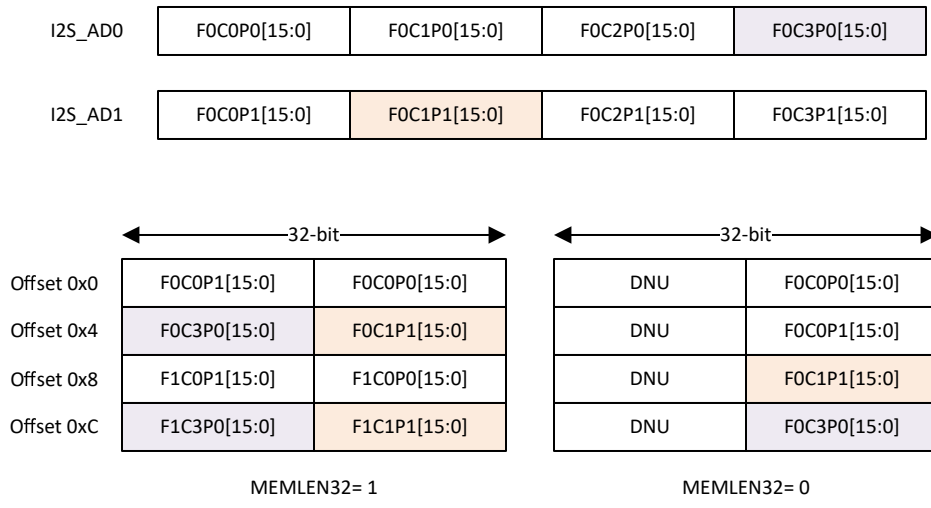 I2S_AD0 F0C0P0[15:0] F0C1P0[15:0] F0C2P0[15:0] F0C3P0[15:0]
I2S_AD1 F0C0P1[15:0] F0C1P1[15:0] F0C2P1[15:0] F0C3P1[15:0]
32-bit 32-bit
Offset 0x0 F0C0P1[15:0] F0C0P0[15:0] DNU F0C0P0[15:0]
Offset 0x4 F0C3P0[15:0] F0C1P1[15:0] DNU F0C0P1[15:0]
Offset 0x8 F1C0P1[15:0] F1C0P0[15:0] DNU F0C1P1[15:0]
Offset 0xC F1C3P0[15:0] F1C1P1[15:0] DNU F0C3P0[15:0]
MEMLEN32= 1 MEMLEN32= 0